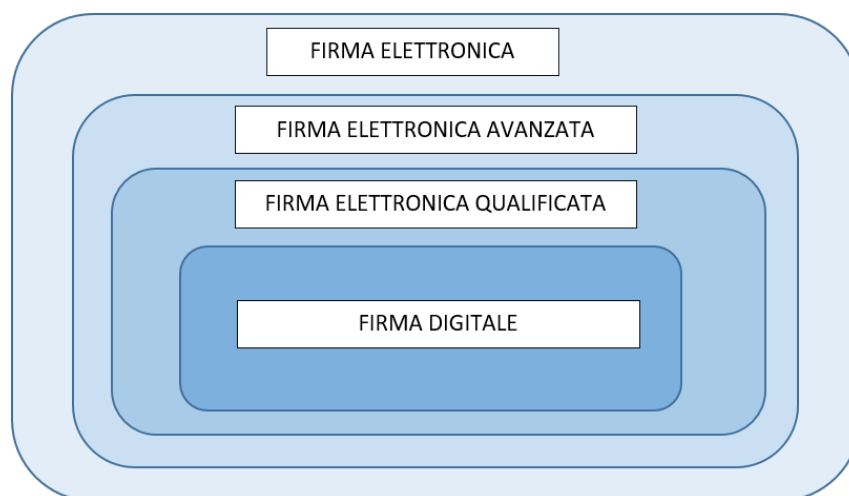 FIRMA ELETTRONICA
FIRMA ELETTRONICA AVANZATA
FIRMA ELETTRONICA QUALIFICATA
FIRMA DIGITALE